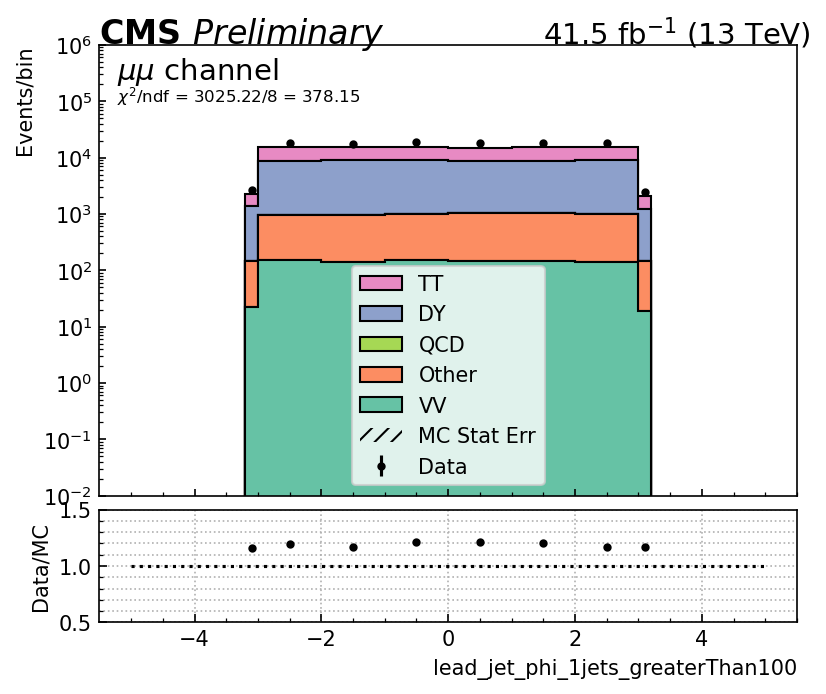 CMS Preliminary 41.5 fb⁻¹ (13 TeV)
μμ channel
χ²/ndf = 3025.22/8 = 378.15
Events/bin
10⁶
10⁵
10⁴
10³
10²
10¹
10⁰
10⁻¹
10⁻²
TT
DY
QCD
Other
VV
MC Stat Err
Data
Data/MC
1.5
1.0
0.5
−4 −2 0 2 4
lead_jet_phi_1jets_greaterThan100